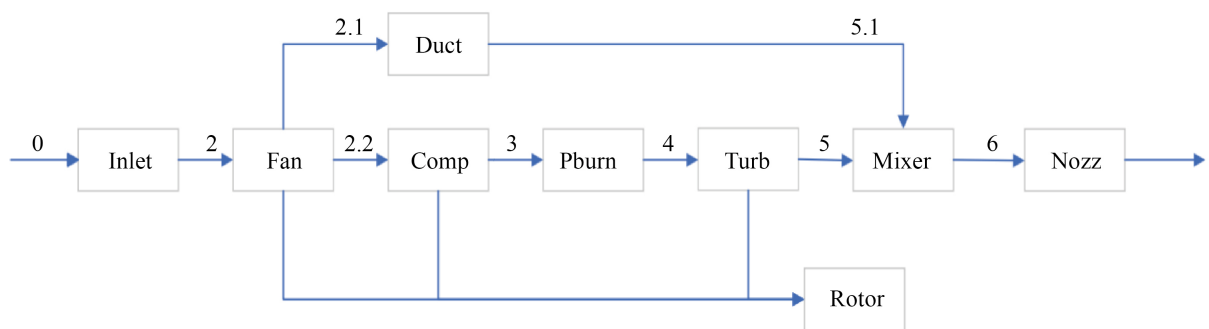 2.1
5.1
Duct
0
2
2.2
3
4
5
6
Inlet
Fan
Comp
Pburn
Turb
Mixer
Nozz
Rotor